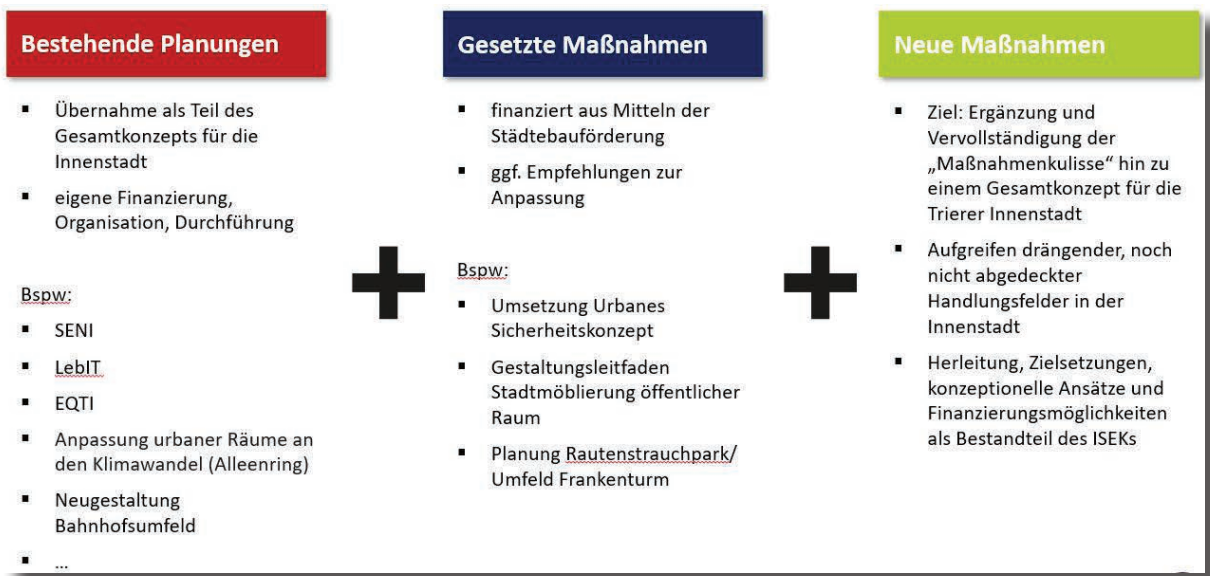 Bestehende Planungen
▪ Übernahme als Teil des
Gesamtkonzepts für die
Innenstadt
▪ eigene Finanzierung,
Organisation, Durchführung
Bspw:
▪ SENI
▪ LebIT
▪ EQTI
▪ Anpassung urbaner Räume an
den Klimawandel (Alleenring)
▪ Neugestaltung
Bahnhofsumfeld
▪ ...
+
Gesetzte Maßnahmen
▪ finanziert aus Mitteln der
Städtebauförderung
▪ ggf. Empfehlungen zur
Anpassung
Bspw:
▪ Umsetzung Urbanes
Sicherheitskonzept
▪ Gestaltungsleitfaden
Stadtmöblierung öffentlicher
Raum
▪ Planung Rautenstrauchpark/
Umfeld Frankenturm
+
Neue Maßnahmen
▪ Ziel: Ergänzung und
Vervollständigung der
„Maßnahmenkulisse“ hin zu
einem Gesamtkonzept für die
Trierer Innenstadt
▪ Aufgreifen drängender, noch
nicht abgedeckter
Handlungsfelder in der
Innenstadt
▪ Herleitung, Zielsetzungen,
konzeptionelle Ansätze und
Finanzierungsmöglichkeiten
als Bestandteil des ISEKs